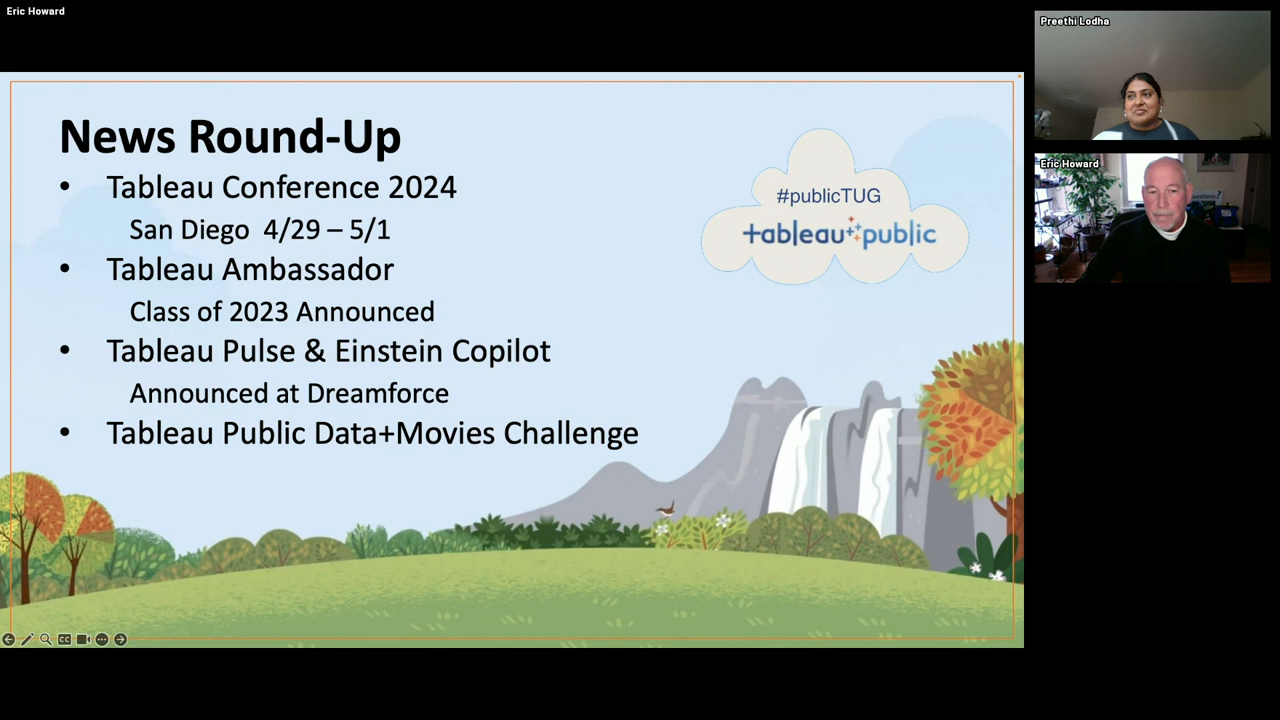 Eric Howard
News Round-Up
• Tableau Conference 2024
San Diego 4/29 – 5/1
• Tableau Ambassador
Class of 2023 Announced
• Tableau Pulse & Einstein Copilot
Announced at Dreamforce
• Tableau Public Data+Movies Challenge
#publicTUG
+ableau public
CC
Preethi Lodha
Eric Howard